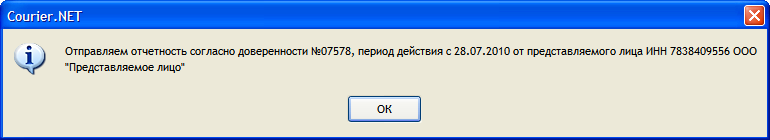 Courier.NET
Отправляем отчетность согласно доверенности №07578, период действия с 28.07.2010 от представляемого лица ИНН 7838409556 ООО
"Представляемое лицо"
ОК